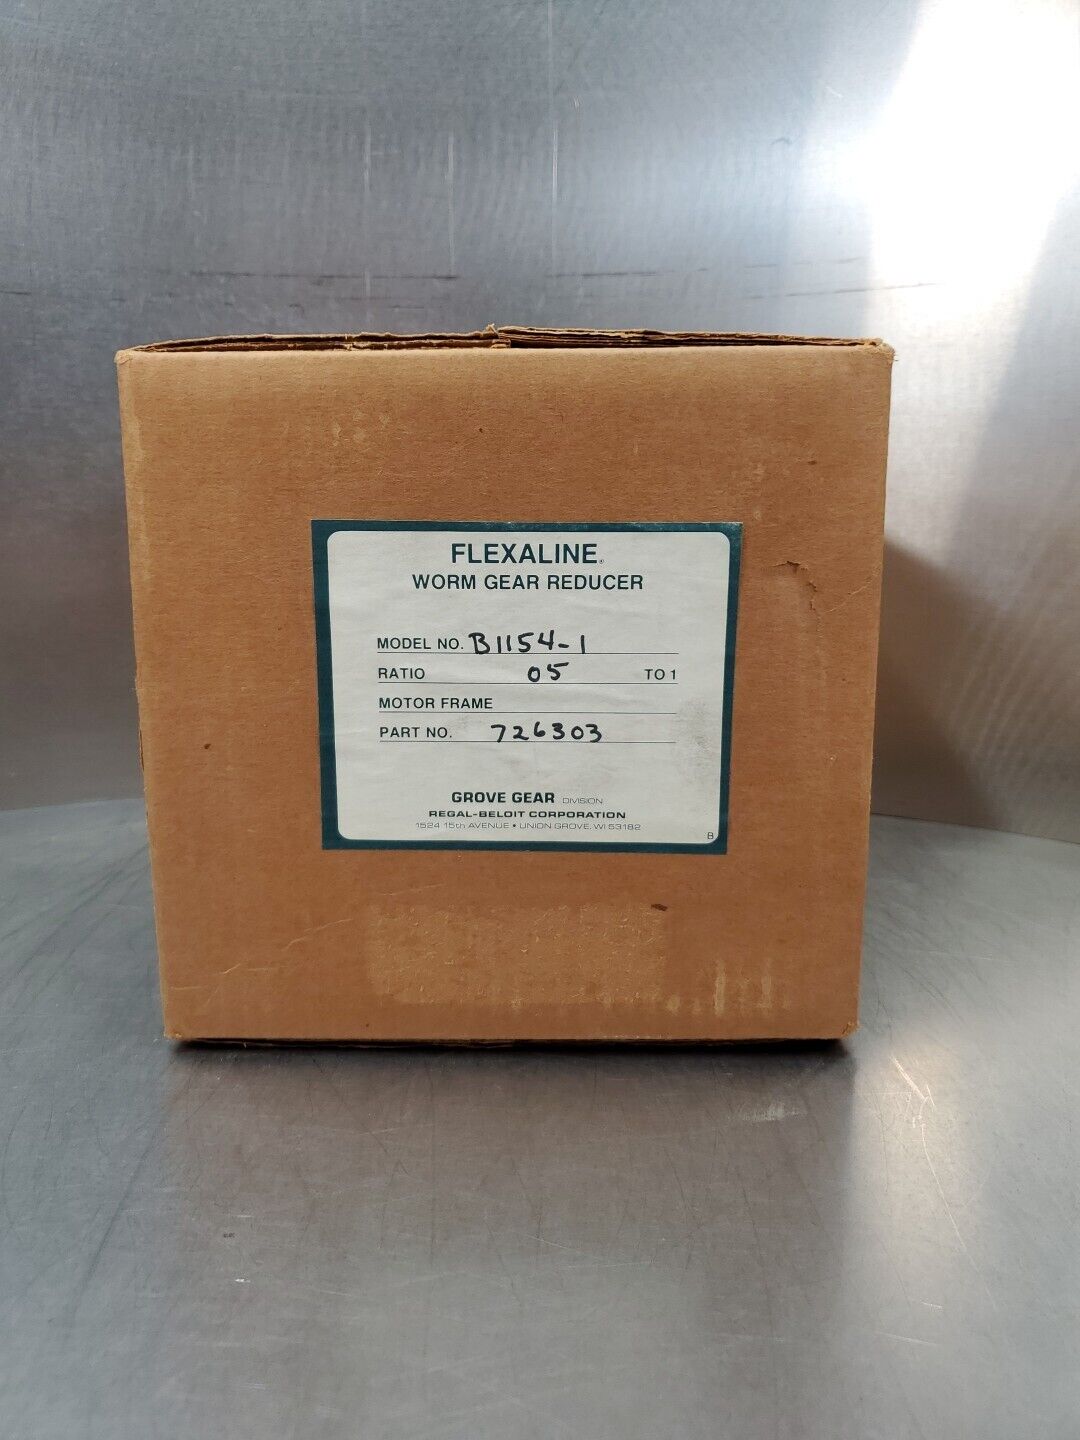 FLEXALINE®
WORM GEAR REDUCER
MODEL NO. B1154-1
RATIO 05 TO 1
MOTOR FRAME
PART NO. 726303
GROVE GEAR DIVISION
REGAL-BELOIT CORPORATION
1524 15th AVENUE • UNION GROVE, WI 53182
B